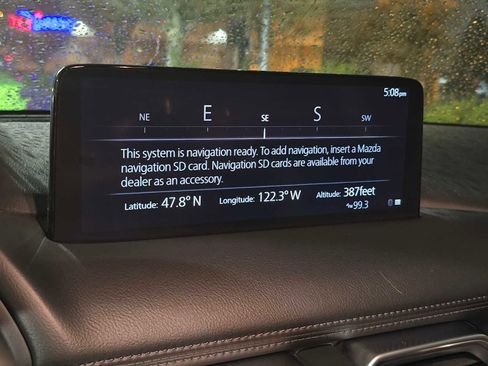 5:08pm
NE E SE S SW
This system is navigation ready. To add navigation, insert a Mazda
navigation SD card. Navigation SD cards are available from your
dealer as an accessory.
Latitude: 47.8° N Longitude: 122.3° W Altitude: 387feet
99.3